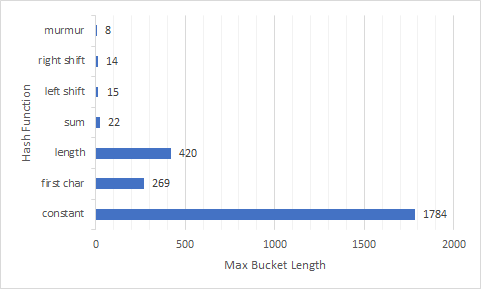 murmur 8
right shift 14
left shift 15
sum 22
length 420
first char 269
constant 1784
Hash Function
0 500 1000 1500 2000
Max Bucket Length